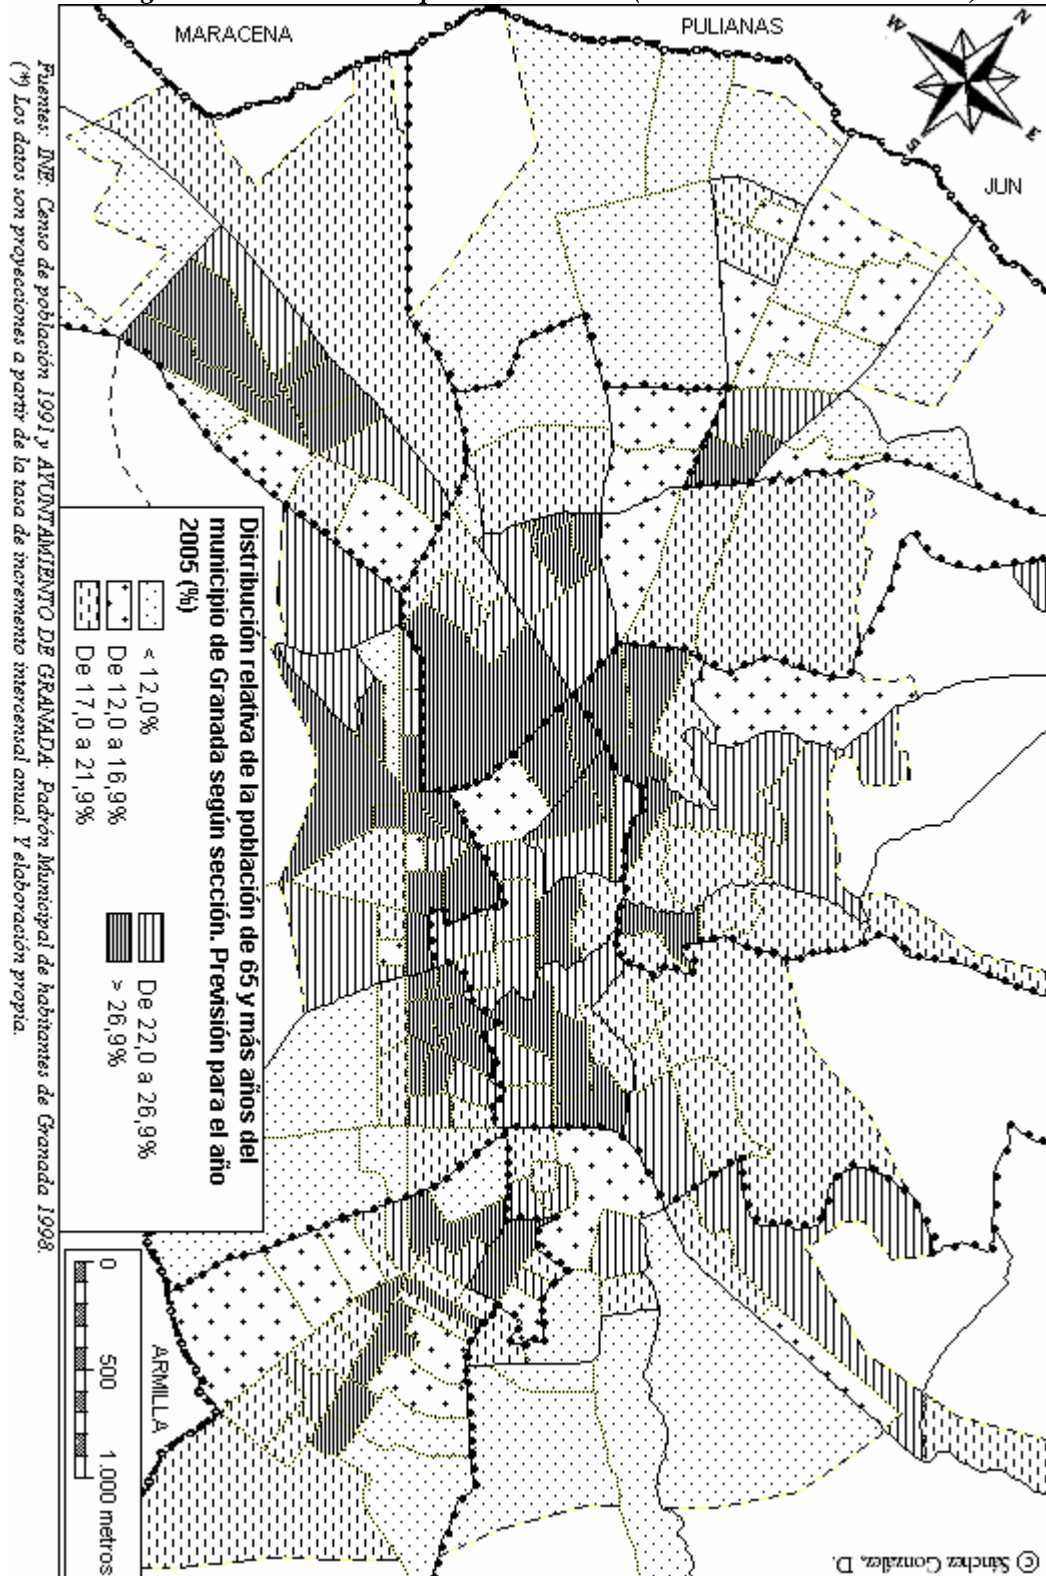 MARACENA
PULIANAS
N
W
E
S
JUN
Distribución relativa de la población de 65 y más años del
municipio de Granada según sección. Previsión para el año
2005 (%)
< 12,0%
De 12,0 a 16,9%
De 17,0 a 21,9%
De 22,0 a 26,9%
> 26,9%
ARMILLA
0 500 1.000 metros
© Sánchez González, D.
Fuentes: INE: Censo de población 1991 y AYUNTAMIENTO DE GRANADA: Padrón Municipal de habitantes de Granada 1998.
(*) Los datos son proyecciones a partir de la tasa de incremento intercensal anual. Y elaboración propia.